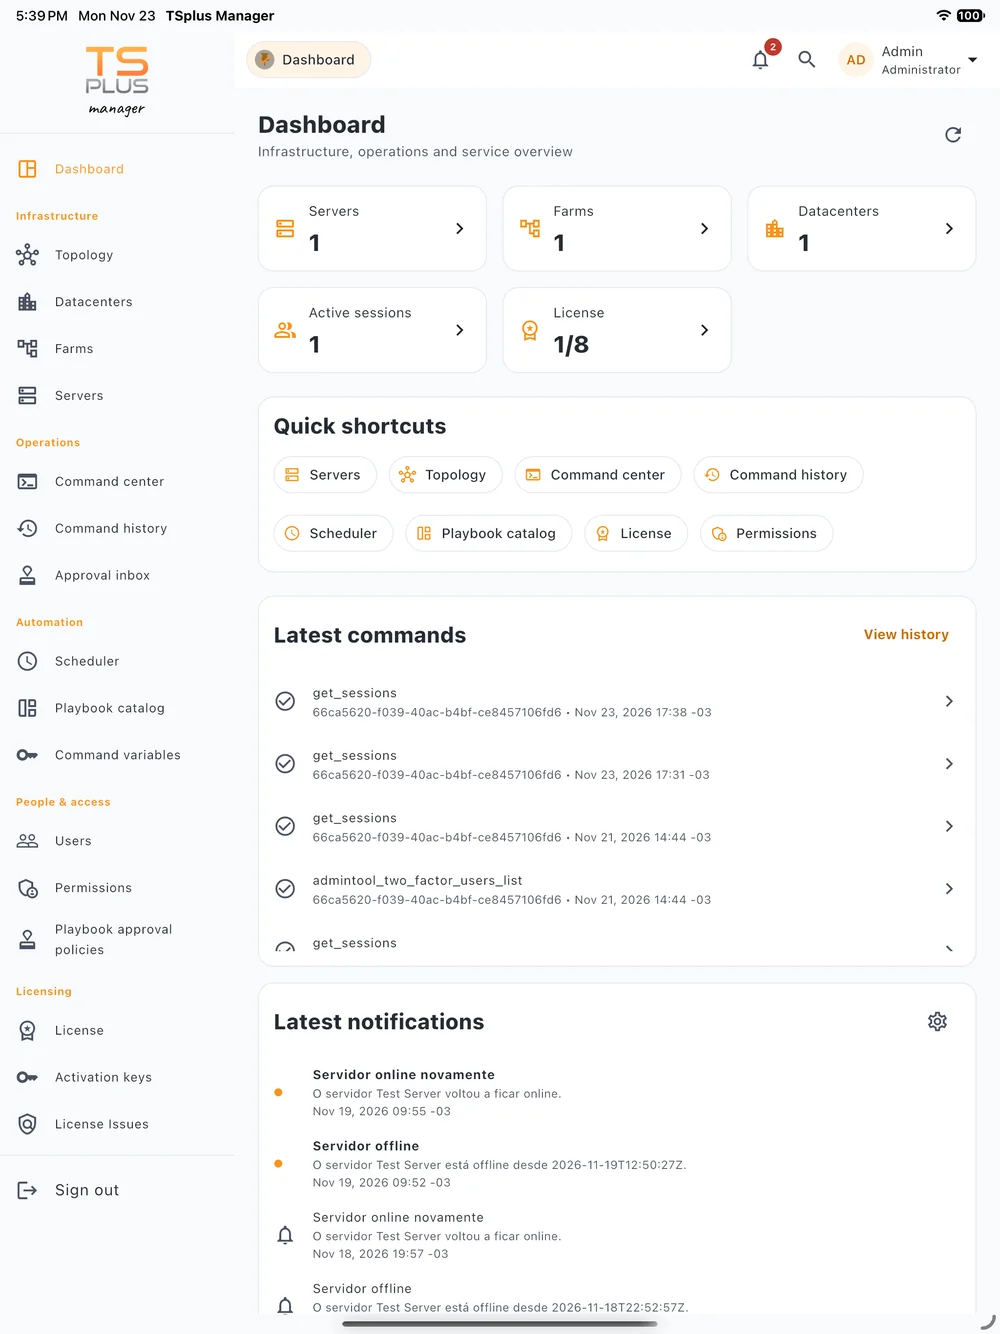 5:39 PM Mon Nov 23 TSplus Manager
100
TS
PLUS
manager
Dashboard
2
AD
Admin
Administrator
Dashboard
Infrastructure
Topology
Datacenters
Farms
Servers
Operations
Command center
Command history
Approval inbox
Automation
Scheduler
Playbook catalog
Command variables
People & access
Users
Permissions
Playbook approval
policies
Licensing
License
Activation keys
License Issues
Sign out
Dashboard
Infrastructure, operations and service overview
Servers
1
Farms
1
Datacenters
1
Active sessions
1
License
1/8
Quick shortcuts
Servers
Topology
Command center
Command history
Scheduler
Playbook catalog
License
Permissions
Latest commands
View history
get_sessions
66ca5620-f039-40ac-b4bf-ce8457106fd6 • Nov 23, 2026 17:38 -03
get_sessions
66ca5620-f039-40ac-b4bf-ce8457106fd6 • Nov 23, 2026 17:31 -03
get_sessions
66ca5620-f039-40ac-b4bf-ce8457106fd6 • Nov 21, 2026 14:44 -03
admintool_two_factor_users_list
66ca5620-f039-40ac-b4bf-ce8457106fd6 • Nov 21, 2026 14:44 -03
get_sessions
Latest notifications
Servidor online novamente
O servidor Test Server voltou a ficar online.
Nov 19, 2026 09:55 -03
Servidor offline
O servidor Test Server está offline desde 2026-11-19T12:50:27Z.
Nov 19, 2026 09:52 -03
Servidor online novamente
O servidor Test Server voltou a ficar online.
Nov 18, 2026 19:57 -03
Servidor offline
O servidor Test Server está offline desde 2026-11-18T22:52:57Z.